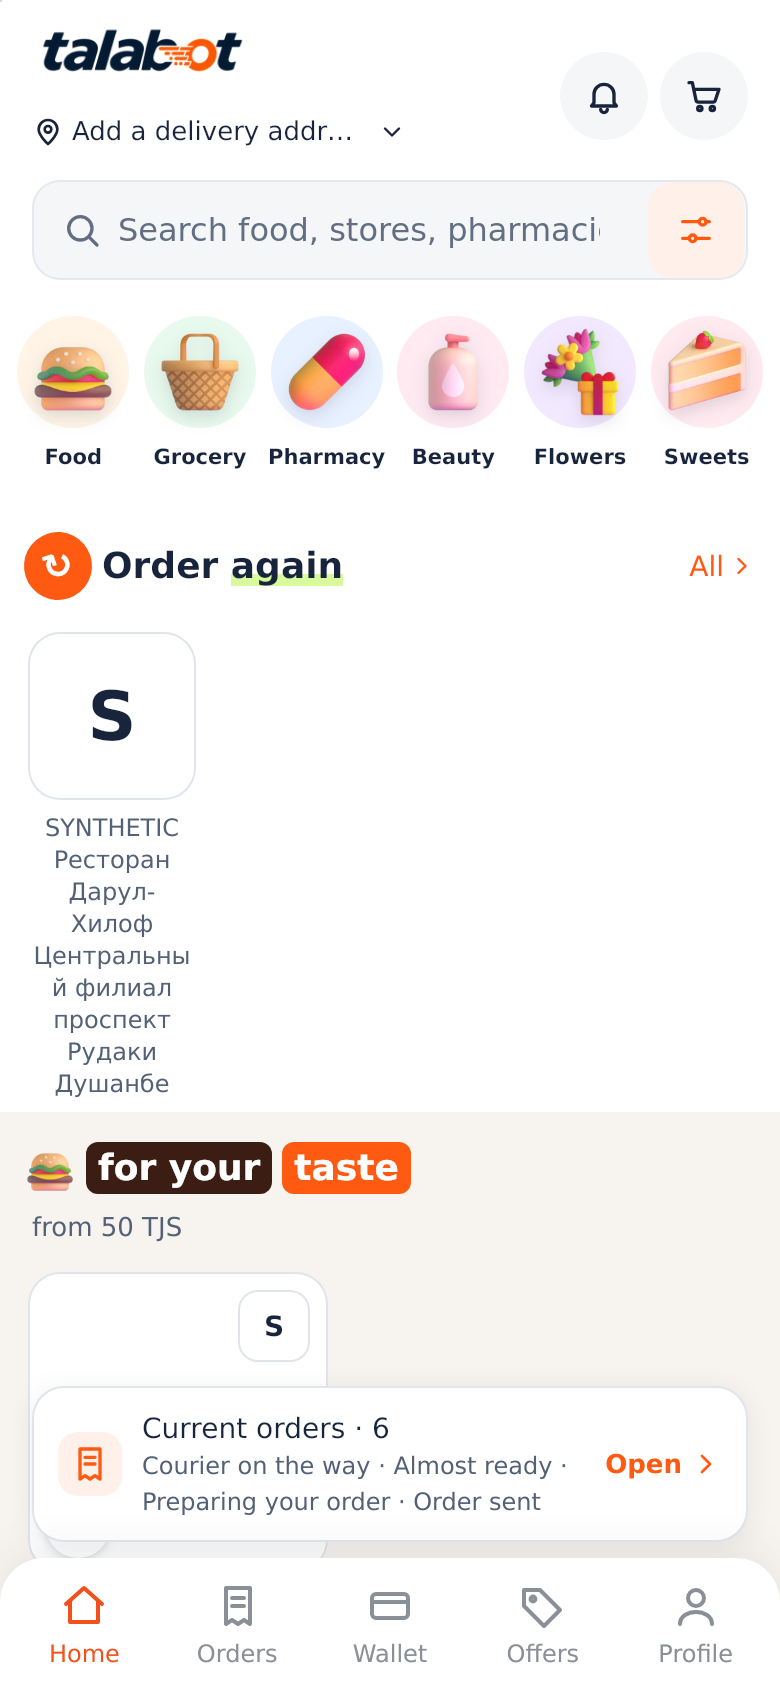 talabot
Add a delivery addr...
Search food, stores, pharmaci
Food
Grocery
Pharmacy
Beauty
Flowers
Sweets
Order again
All
S
SYNTHETIC
Ресторан
Дарул-
Хилоф
Центральны
й филиал
проспект
Рудаки
Душанбе
for your taste
from 50 TJS
S
Current orders · 6
Courier on the way · Almost ready ·
Preparing your order · Order sent
Open
Home
Orders
Wallet
Offers
Profile